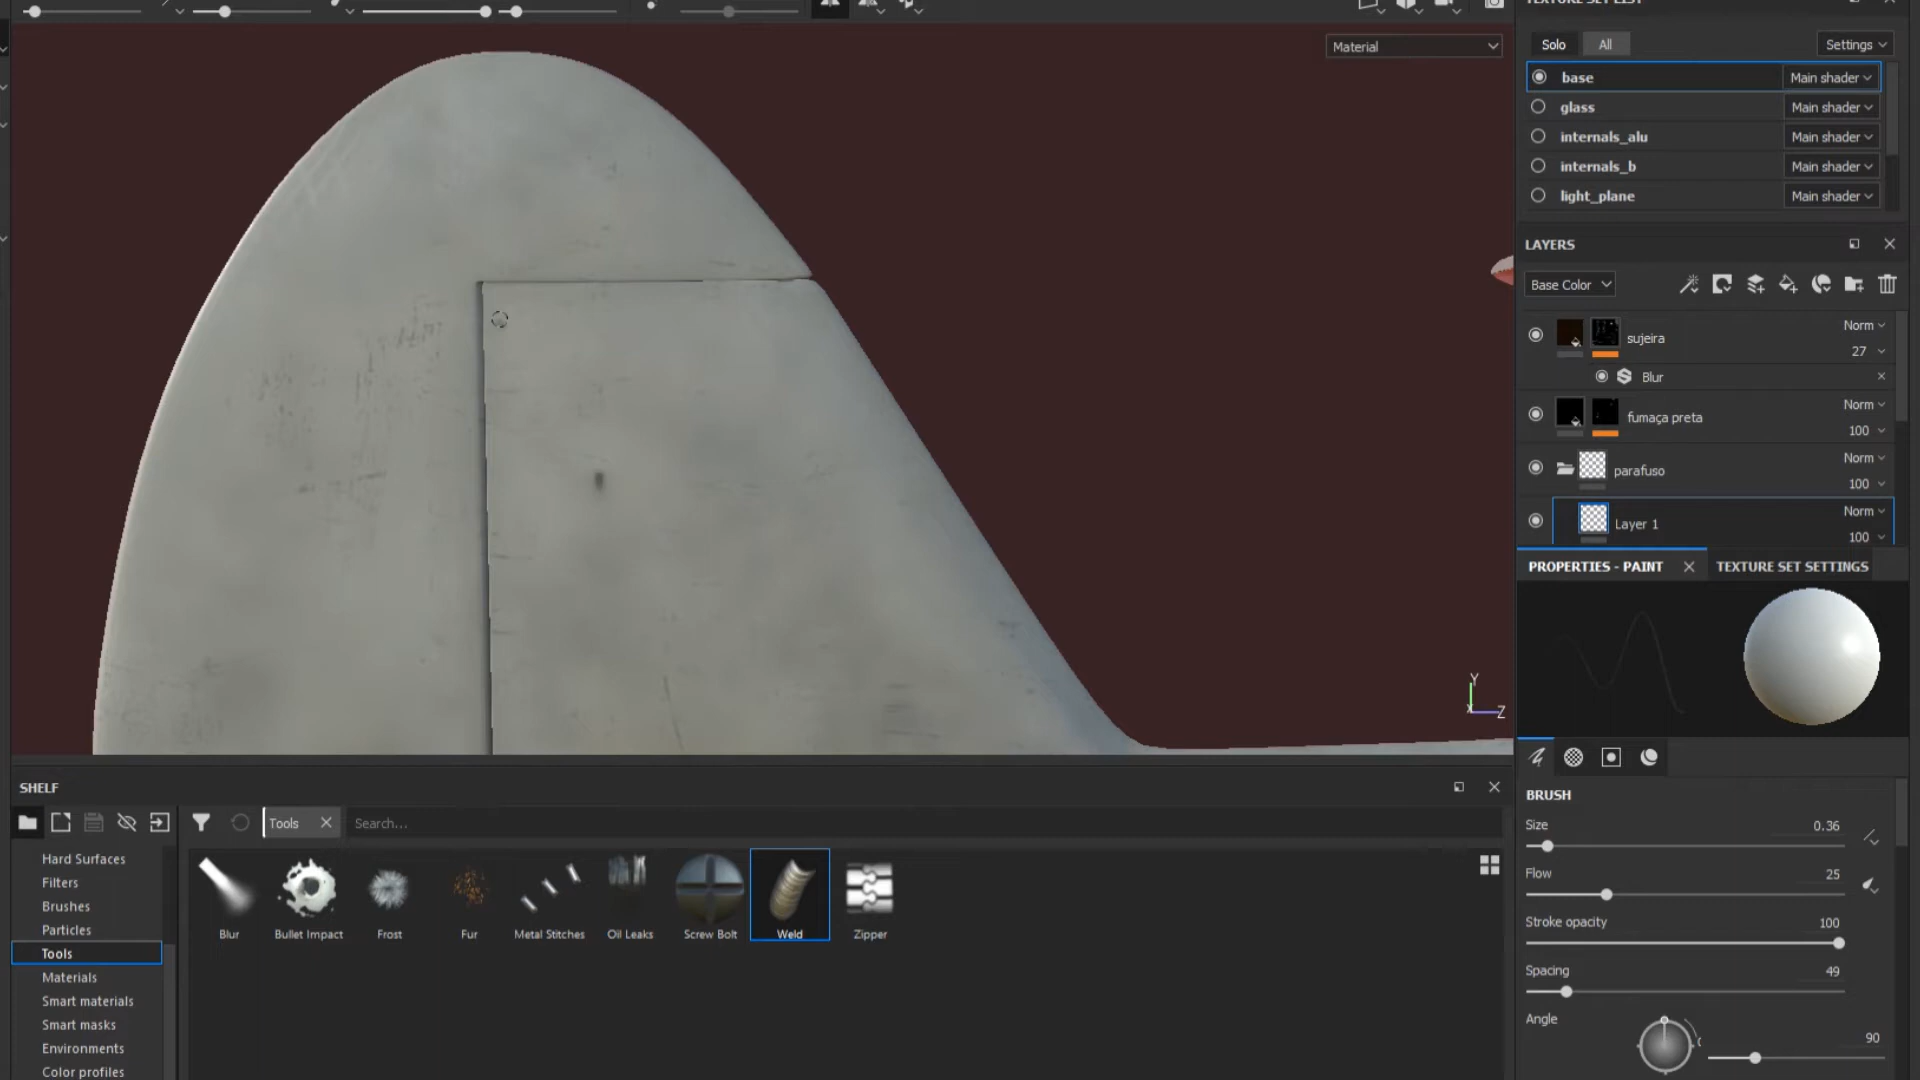 TEXTURE SET LIST
Material
Solo
All
Settings
base
Main shader
glass
Main shader
internals_alu
Main shader
internals_b
Main shader
light_plane
Main shader
LAYERS
Base Color
sujeira
Norm
27
Blur
fumaça preta
Norm
100
parafuso
Norm
100
Layer 1
Norm
100
PROPERTIES - PAINT
TEXTURE SET SETTINGS
Y
X
Z
BRUSH
Size
0.36
Flow
25
Stroke opacity
100
Spacing
49
Angle
90
SHELF
Tools
Search...
Hard Surfaces
Filters
Brushes
Particles
Tools
Materials
Smart materials
Smart masks
Environments
Color profiles
Blur
Bullet Impact
Frost
Fur
Metal Stitches
Oil Leaks
Screw Bolt
Weld
Zipper